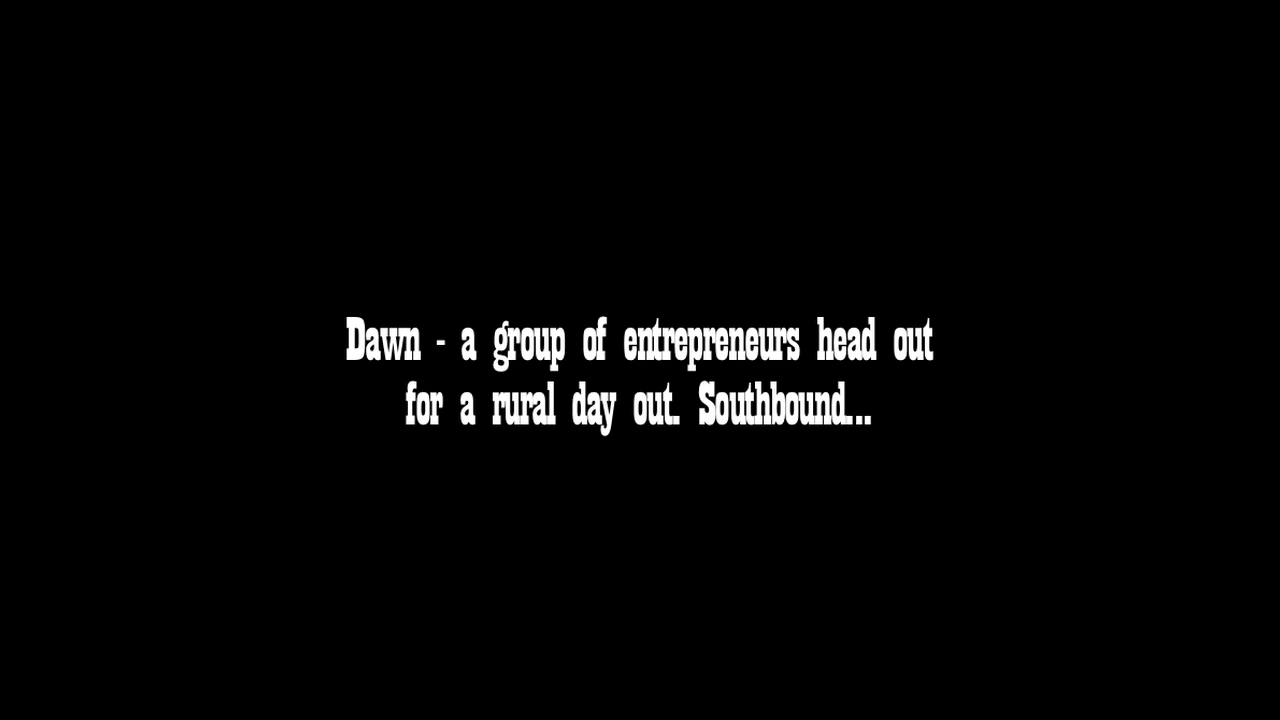 Dawn - a group of entrepreneurs head out
for a rural day out. Southbound...